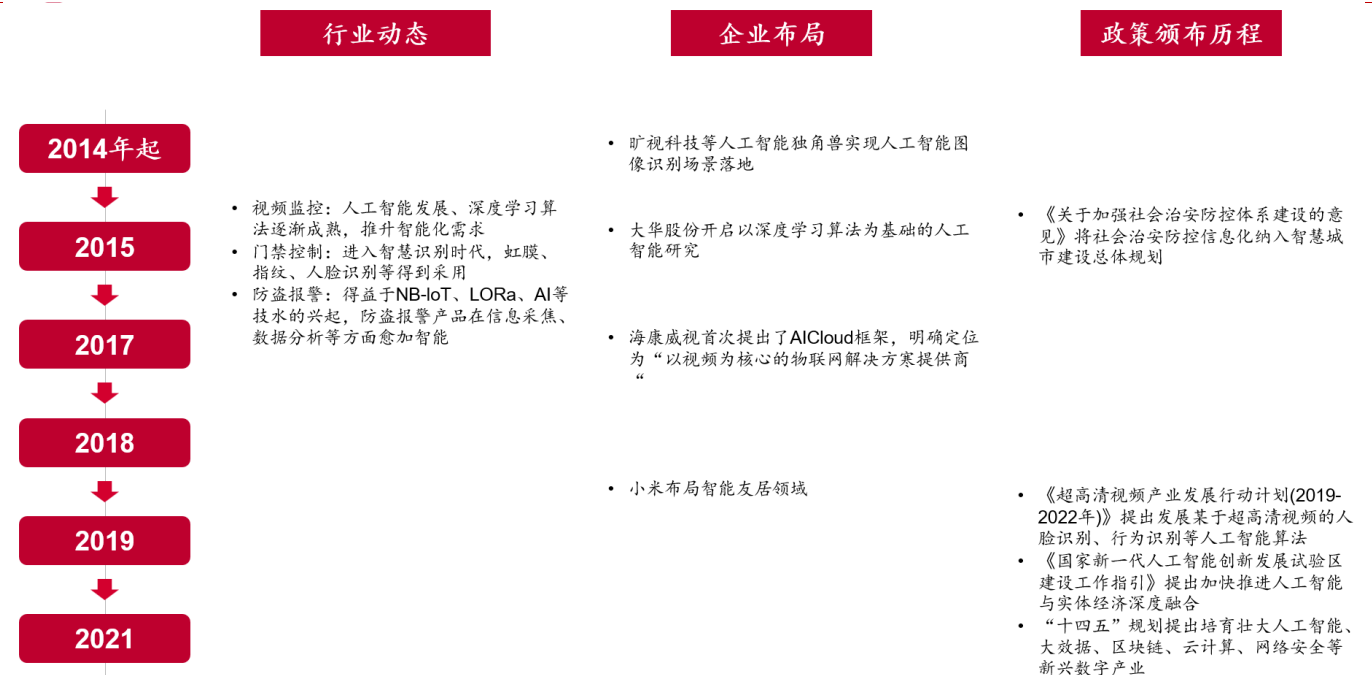 行业动态
企业布局
政策颁布历程
2014年起
2015
2017
2018
2019
2021
• 视频监控：人工智能发展、深度学习算
法逐渐成熟，推升智能化需求
• 门禁控制：进入智慧识别时代，虹膜、
指纹、人脸识别等得到采用
• 防盗报警：得益于NB-IoT、LORa、AI等
技水的兴起，防盗报警产品在信息采焦、
数据分析等方面愈加智能
• 旷视科技等人工智能独角兽实现人工智能图
像识别场景落地
• 大华股份开启以深度学习算法为基础的人工
智能研究
• 海康威视首次提出了AICloud框架，明确定位
为“以视频为核心的物联网解决方寒提供商
“
• 小米布局智能友居领域
• 《关于加强社会治安防控体系建设的意
见》将社会治安防控信息化纳入智慧城
市建设总体规划
• 《超高清视频产业发展行动计划(2019-
2022年)》提出发展某于超高清视频的人
脸识别、行为识别等人工智能算法
• 《国家新一代人工智能创新发展试验区
建设工作指引》提出加快推进人工智能
与实体经济深度融合
• “十四五”规划提出培育壮大人工智能、
大效据、区块链、云计算、网络安全等
新兴数字产业